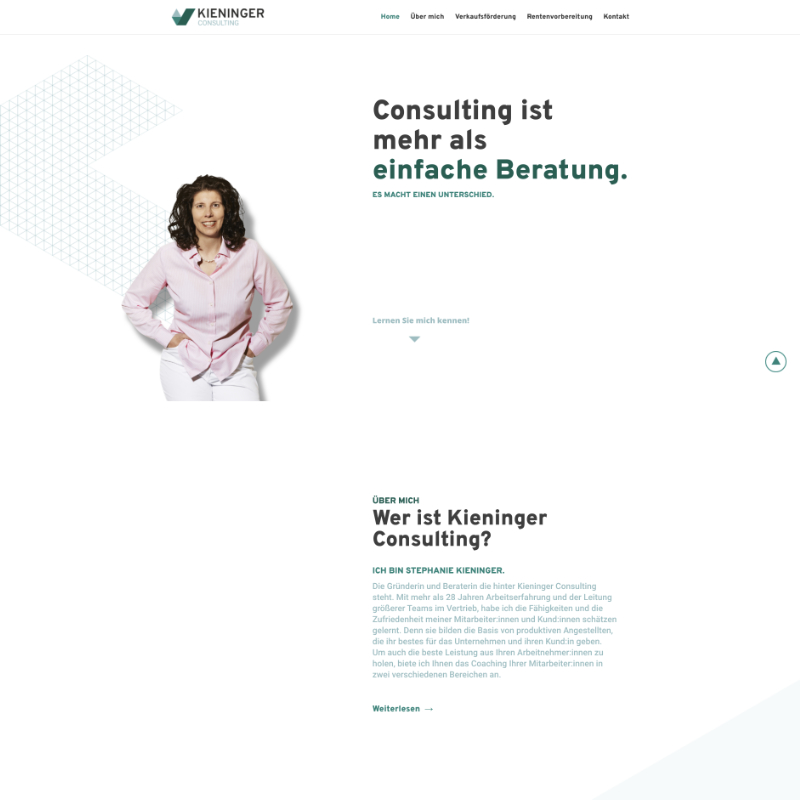 KIENINGER
CONSULTING
Home Über mich Verkaufsförderung Rentenvorbereitung Kontakt
Consulting ist
mehr als
einfache Beratung.
ES MACHT EINEN UNTERSCHIED.
Lernen Sie mich kennen!
ÜBER MICH
Wer ist Kieninger
Consulting?
ICH BIN STEPHANIE KIENINGER.
Die Gründerin und Beraterin die hinter Kieninger Consulting
steht. Mit mehr als 28 Jahren Arbeitserfahrung und der Leitung
größerer Teams im Vertrieb, habe ich die Fähigkeiten und die
Zufriedenheit meiner Mitarbeiter:innen und Kund:innen schätzen
gelernt. Denn sie bilden die Basis von produktiven Angestellten,
die ihr bestes für das Unternehmen und ihren Kund:in geben.
Um auch die beste Leistung aus Ihren Arbeitnehmer:innen zu
holen, biete ich Ihnen das Coaching Ihrer Mitarbeiter:innen in
zwei verschiedenen Bereichen an.
Weiterlesen →